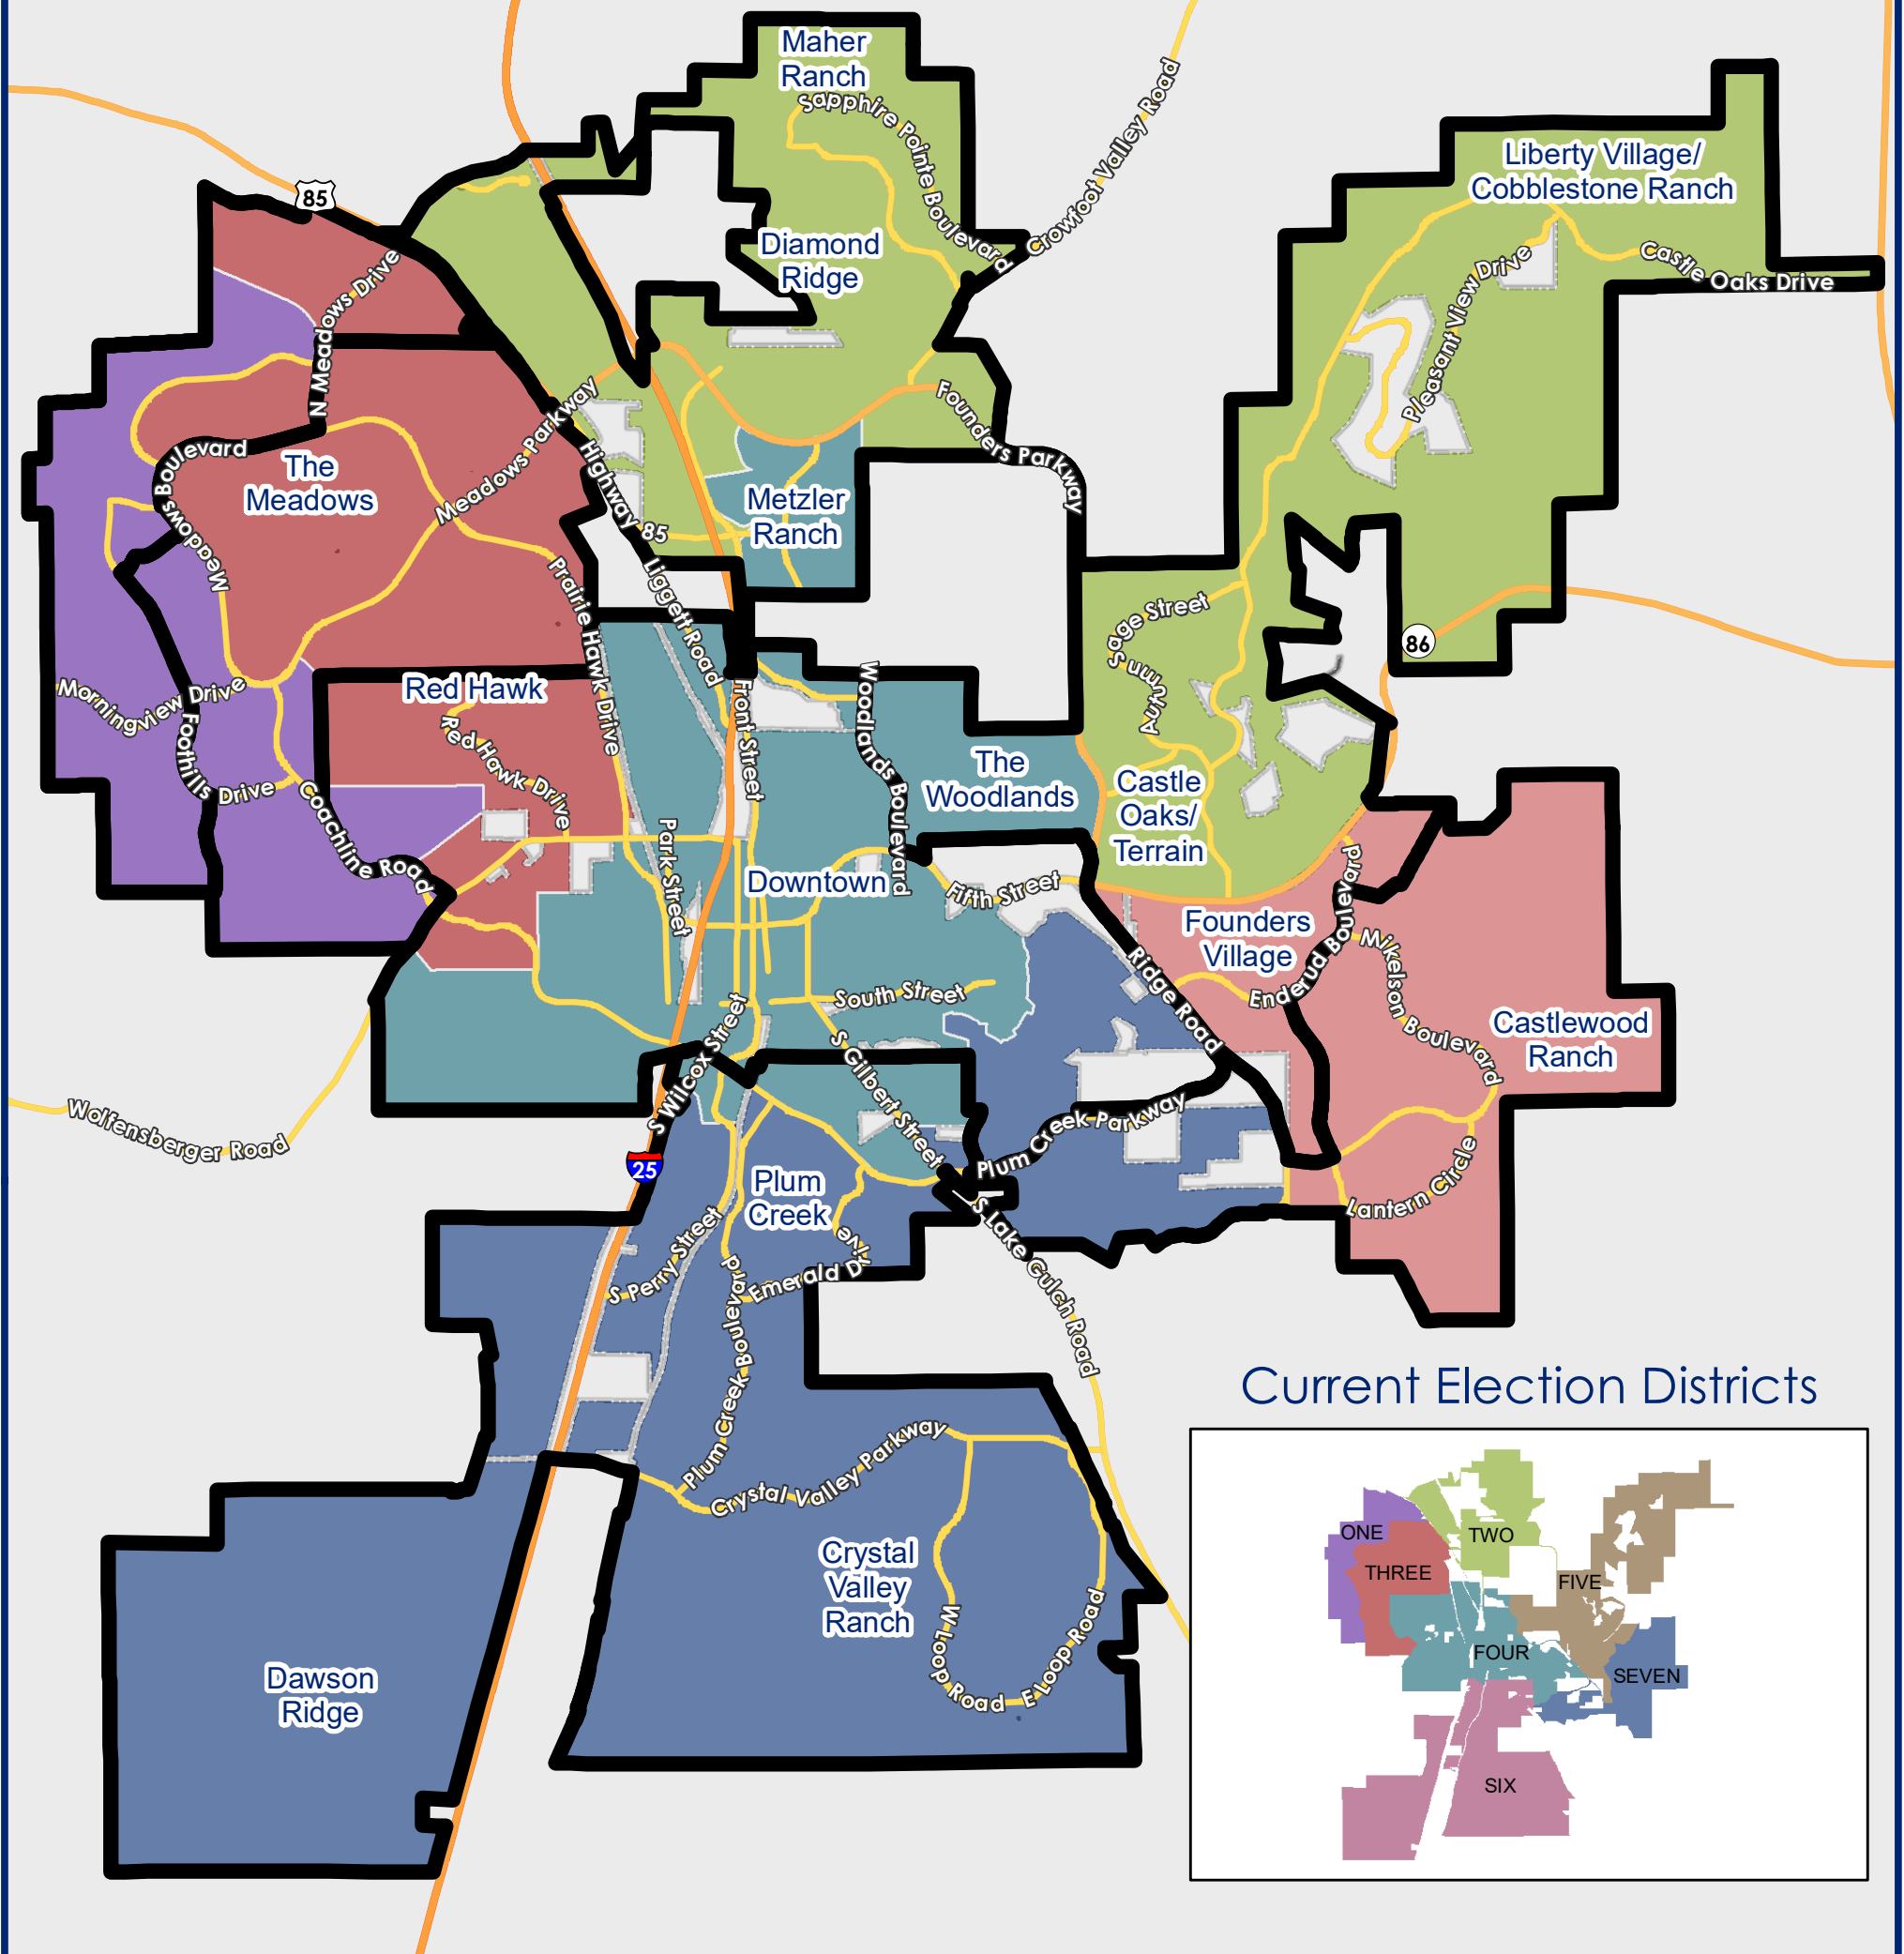 Maher
Ranch
Sapphire Pointe Boulevard
Crowfoot Valley Road
Liberty Village/
Cobblestone Ranch
85
N Meadows Drive
Diamond
Ridge
Pleasant View Drive
Castle Oaks Drive
Meadows Parkway
Founders Parkway
Meadows Boulevard
The
Meadows
Highway 85
Metzler
Ranch
Prairie Hawk Drive
Liggett Road
Autumn Sage Street
86
Morningview Drive
Red Hawk
Red Hawk Drive
Front Street
Woodlands Boulevard
Foothills Drive
Coachline Road
The
Woodlands
Castle
Oaks/
Terrain
Park Street
Downtown
Fifth Street
Founders
Village
Enderud Boulevard
Mikelson Boulevard
Ridge Road
South Street
Castlewood
Ranch
S Wilcox Street
S Gilbert Street
Wolfensberger Road
Plum Creek Parkway
25
Plum
Creek
Lantern Circle
S Perry Street
Emerald Drive
S Lake Gulch Road
Plum Creek Boulevard
Crystal Valley Parkway
Crystal
Valley
Ranch
W Loop Road
E Loop Road
Dawson
Ridge
Current Election Districts
ONE
TWO
THREE
FIVE
FOUR
SEVEN
SIX